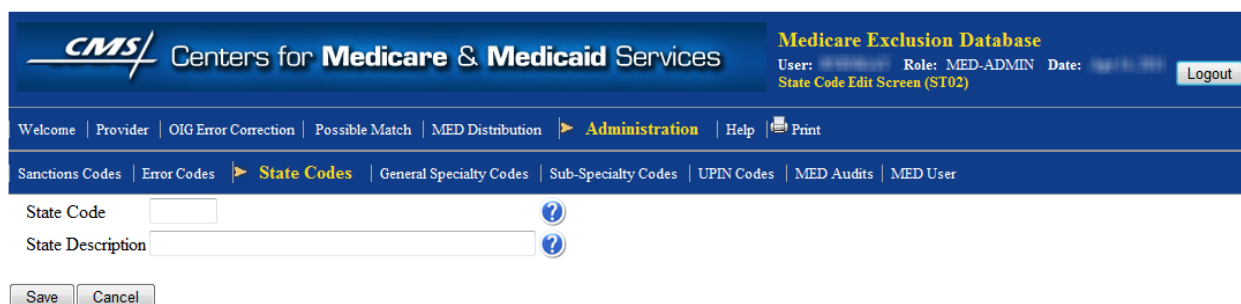 CMS Centers for Medicare & Medicaid Services
Medicare Exclusion Database
User: Role: MED-ADMIN Date:
State Code Edit Screen (ST02)
Logout
Welcome | Provider | OIG Error Correction | Possible Match | MED Distribution Administration | Help | Print
Sanctions Codes | Error Codes State Codes | General Specialty Codes | Sub-Specialty Codes | UPIN Codes | MED Audits | MED User
State Code ?
State Description ?
Save Cancel